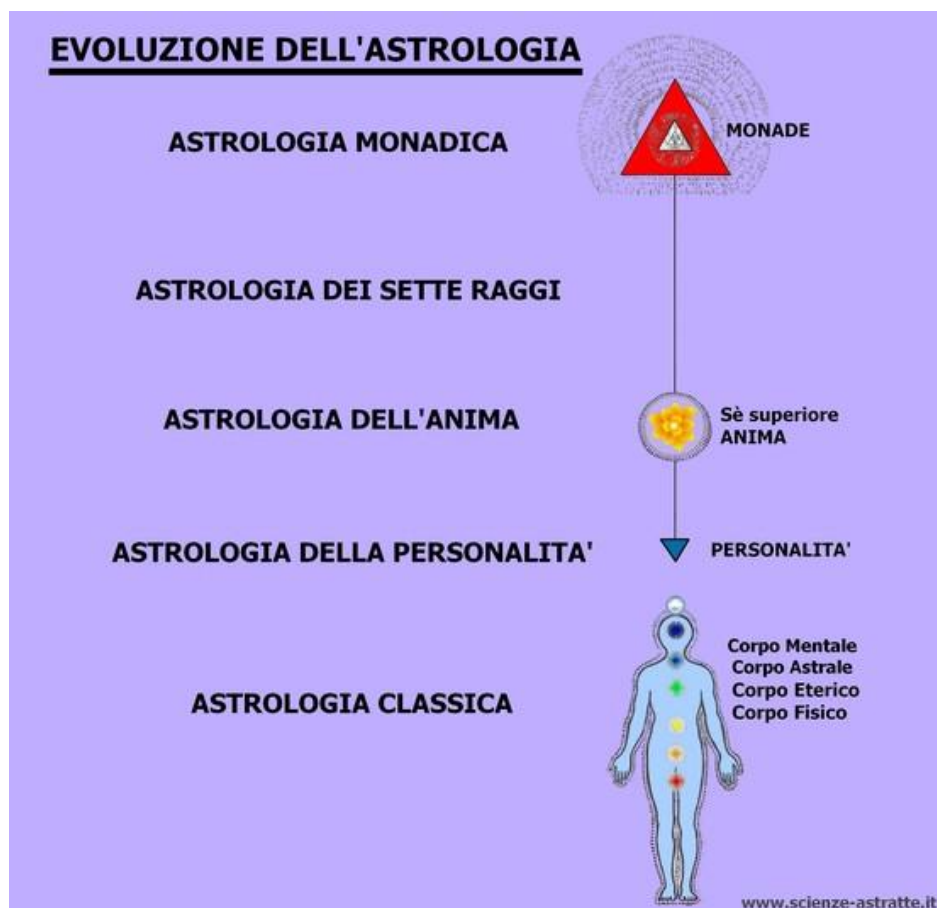 EVOLUZIONE DELL'ASTROLOGIA
ASTROLOGIA MONADICA
MONADE
ASTROLOGIA DEI SETTE RAGGI
ASTROLOGIA DELL'ANIMA
Sè superiore
ANIMA
ASTROLOGIA DELLA PERSONALITA'
PERSONALITA'
Corpo Mentale
Corpo Astrale
Corpo Eterico
Corpo Fisico
ASTROLOGIA CLASSICA
www.scienze-astratte.it